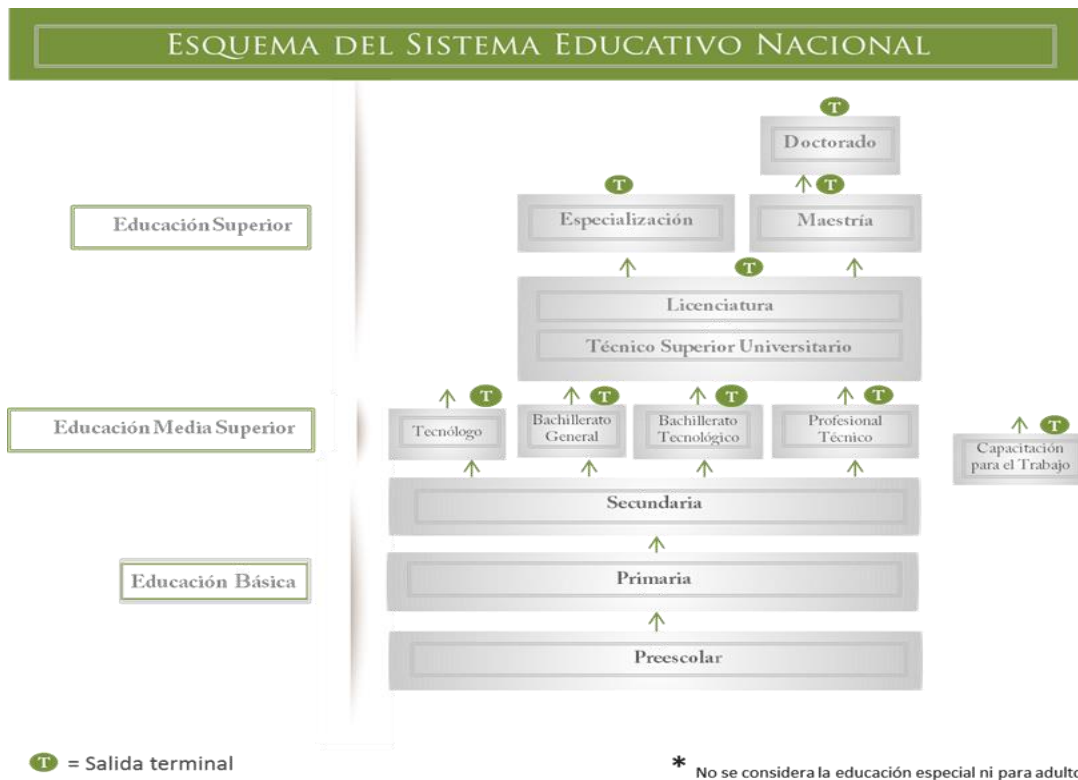 ESQUEMA DEL SISTEMA EDUCATIVO NACIONAL
T
Doctorado
T
T
Educación Superior
Especialización
Maestría
T
Licenciatura
Técnico Superior Universitario
T
T
T
T
Educación Media Superior
Tecnólogo
Bachillerato
General
Bachillerato
Tecnológico
Profesional
Técnico
T
Capacitación
para el Trabajo
Secundaria
Educación Básica
Primaria
Preescolar
T = Salida terminal
* No se considera la educación especial ni para adulto